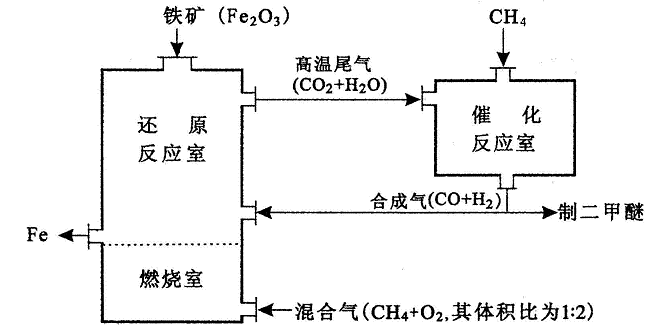 铁矿 (Fe₂O₃)
CH₄
高温尾气
(CO₂+H₂O)
还 原
反应室
催 化
反应室
合成气(CO+H₂)
制二甲醚
Fe
燃烧室
混合气(CH₄+O₂,其体积比为1:2)